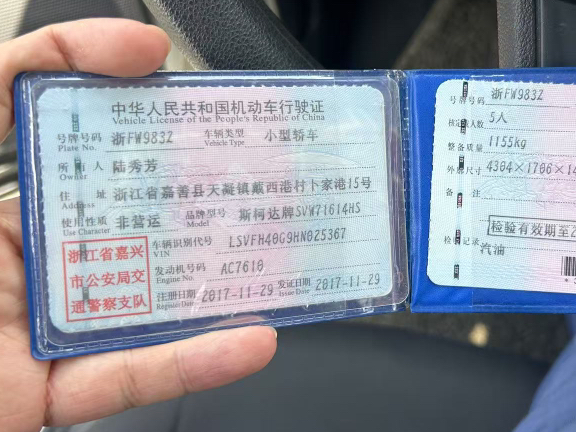 中华人民共和国机动车行驶证
Vehicle License of the People's Republic of China
号牌号码 浙FW983Z 车辆类型 小型轿车
Plate No. Vehicle Type
所有人 陆秀芳
Owner
住址 浙江省嘉善县天凝镇戴西港村卜家港15号
Address
使用性质 非营运 品牌型号 斯柯达牌SVW71614HS
Use Character Model
浙江省嘉兴
市公安局交
通警察支队
车辆识别代号 LSVFH40G9HN025367
VIN
发动机号码 AC7610
Engine No.
注册日期 2017-11-29 发证日期 2017-11-29
Register Date Issue Date
号牌号码 浙FW983Z
核定人数 5人
整备质量 1155kg
外廓尺寸 4304×1706×14
备注
检验有效期至2
检记录
汽油